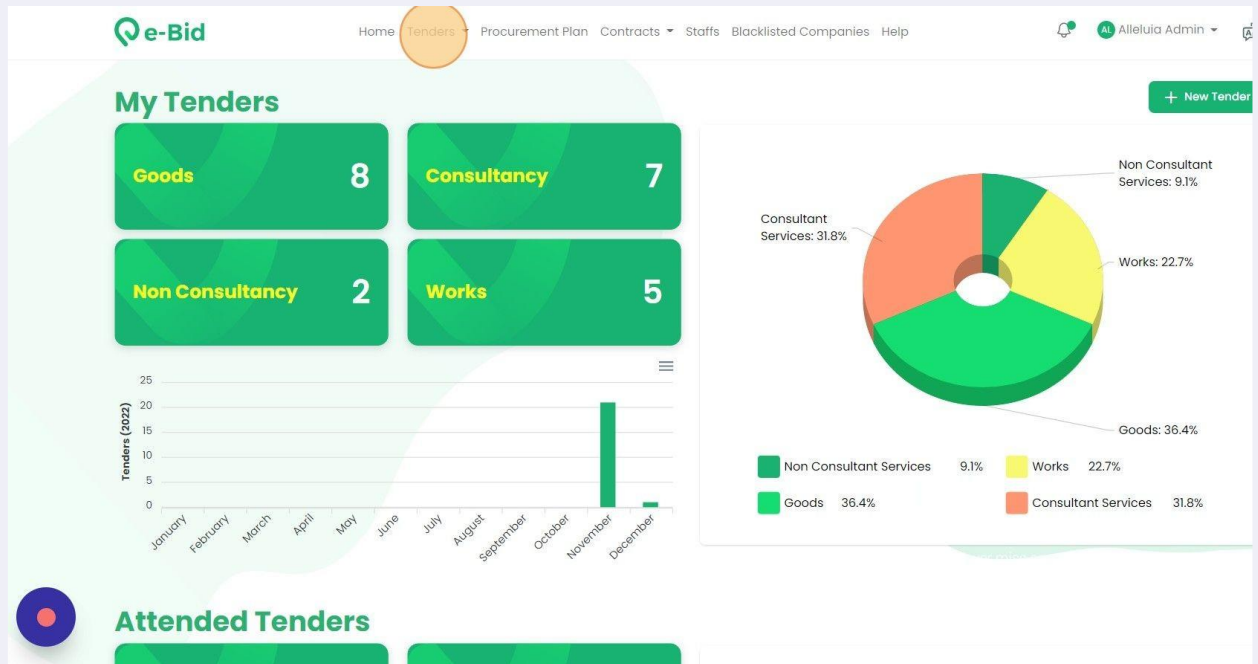 e-Bid
Home Tenders Procurement Plan Contracts Staffs Blacklisted Companies Help
AL Alleluia Admin
My Tenders
+ New Tender
Goods 8
Consultancy 7
Non Consultancy 2
Works 5
25
20
15
10
5
0
Tenders (2022)
January February March April May June July August September October November December
Non Consultant
Services: 9.1%
Consultant
Services: 31.8%
Works: 22.7%
Goods: 36.4%
Non Consultant Services 9.1% Works 22.7%
Goods 36.4% Consultant Services 31.8%
Attended Tenders